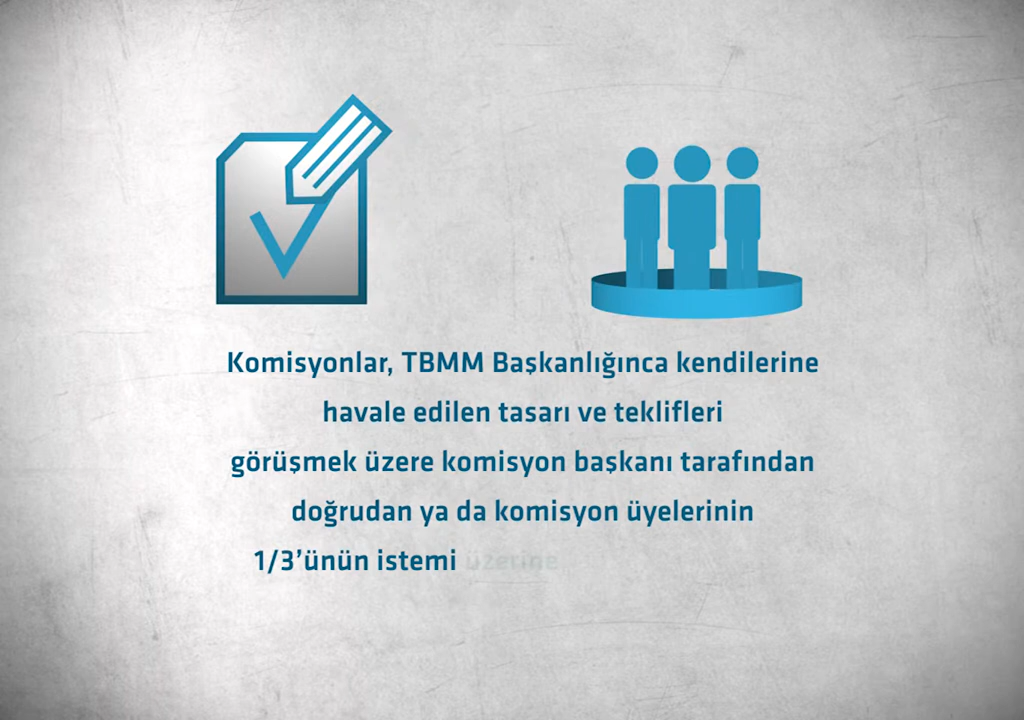 Komisyonlar, TBMM Başkanlığınca kendilerine
havale edilen tasarı ve teklifleri
görüşmek üzere komisyon başkanı tarafından
doğrudan ya da komisyon üyelerinin
1/3’ünün istemi üzerine